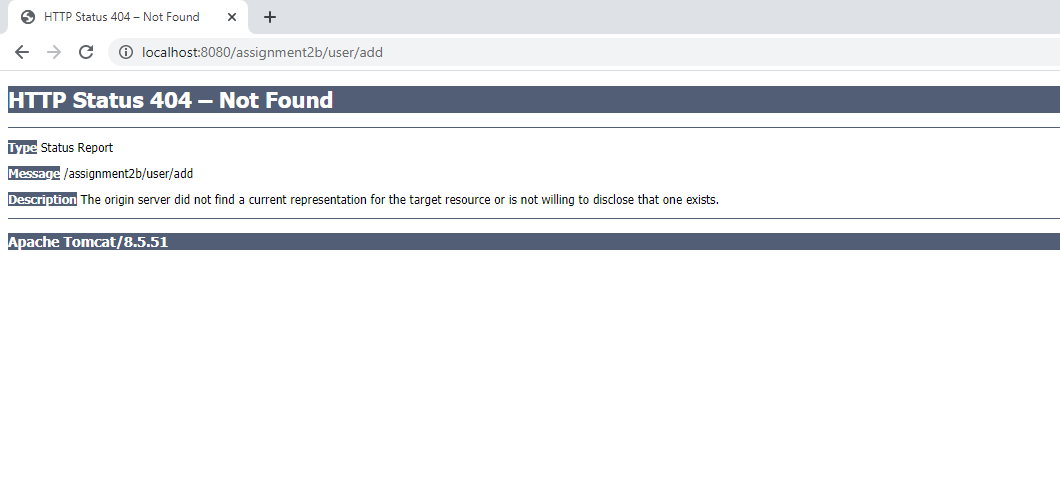 HTTP Status 404 – Not Found
localhost:8080/assignment2b/user/add
HTTP Status 404 – Not Found
Type Status Report
Message /assignment2b/user/add
Description The origin server did not find a current representation for the target resource or is not willing to disclose that one exists.
Apache Tomcat/8.5.51